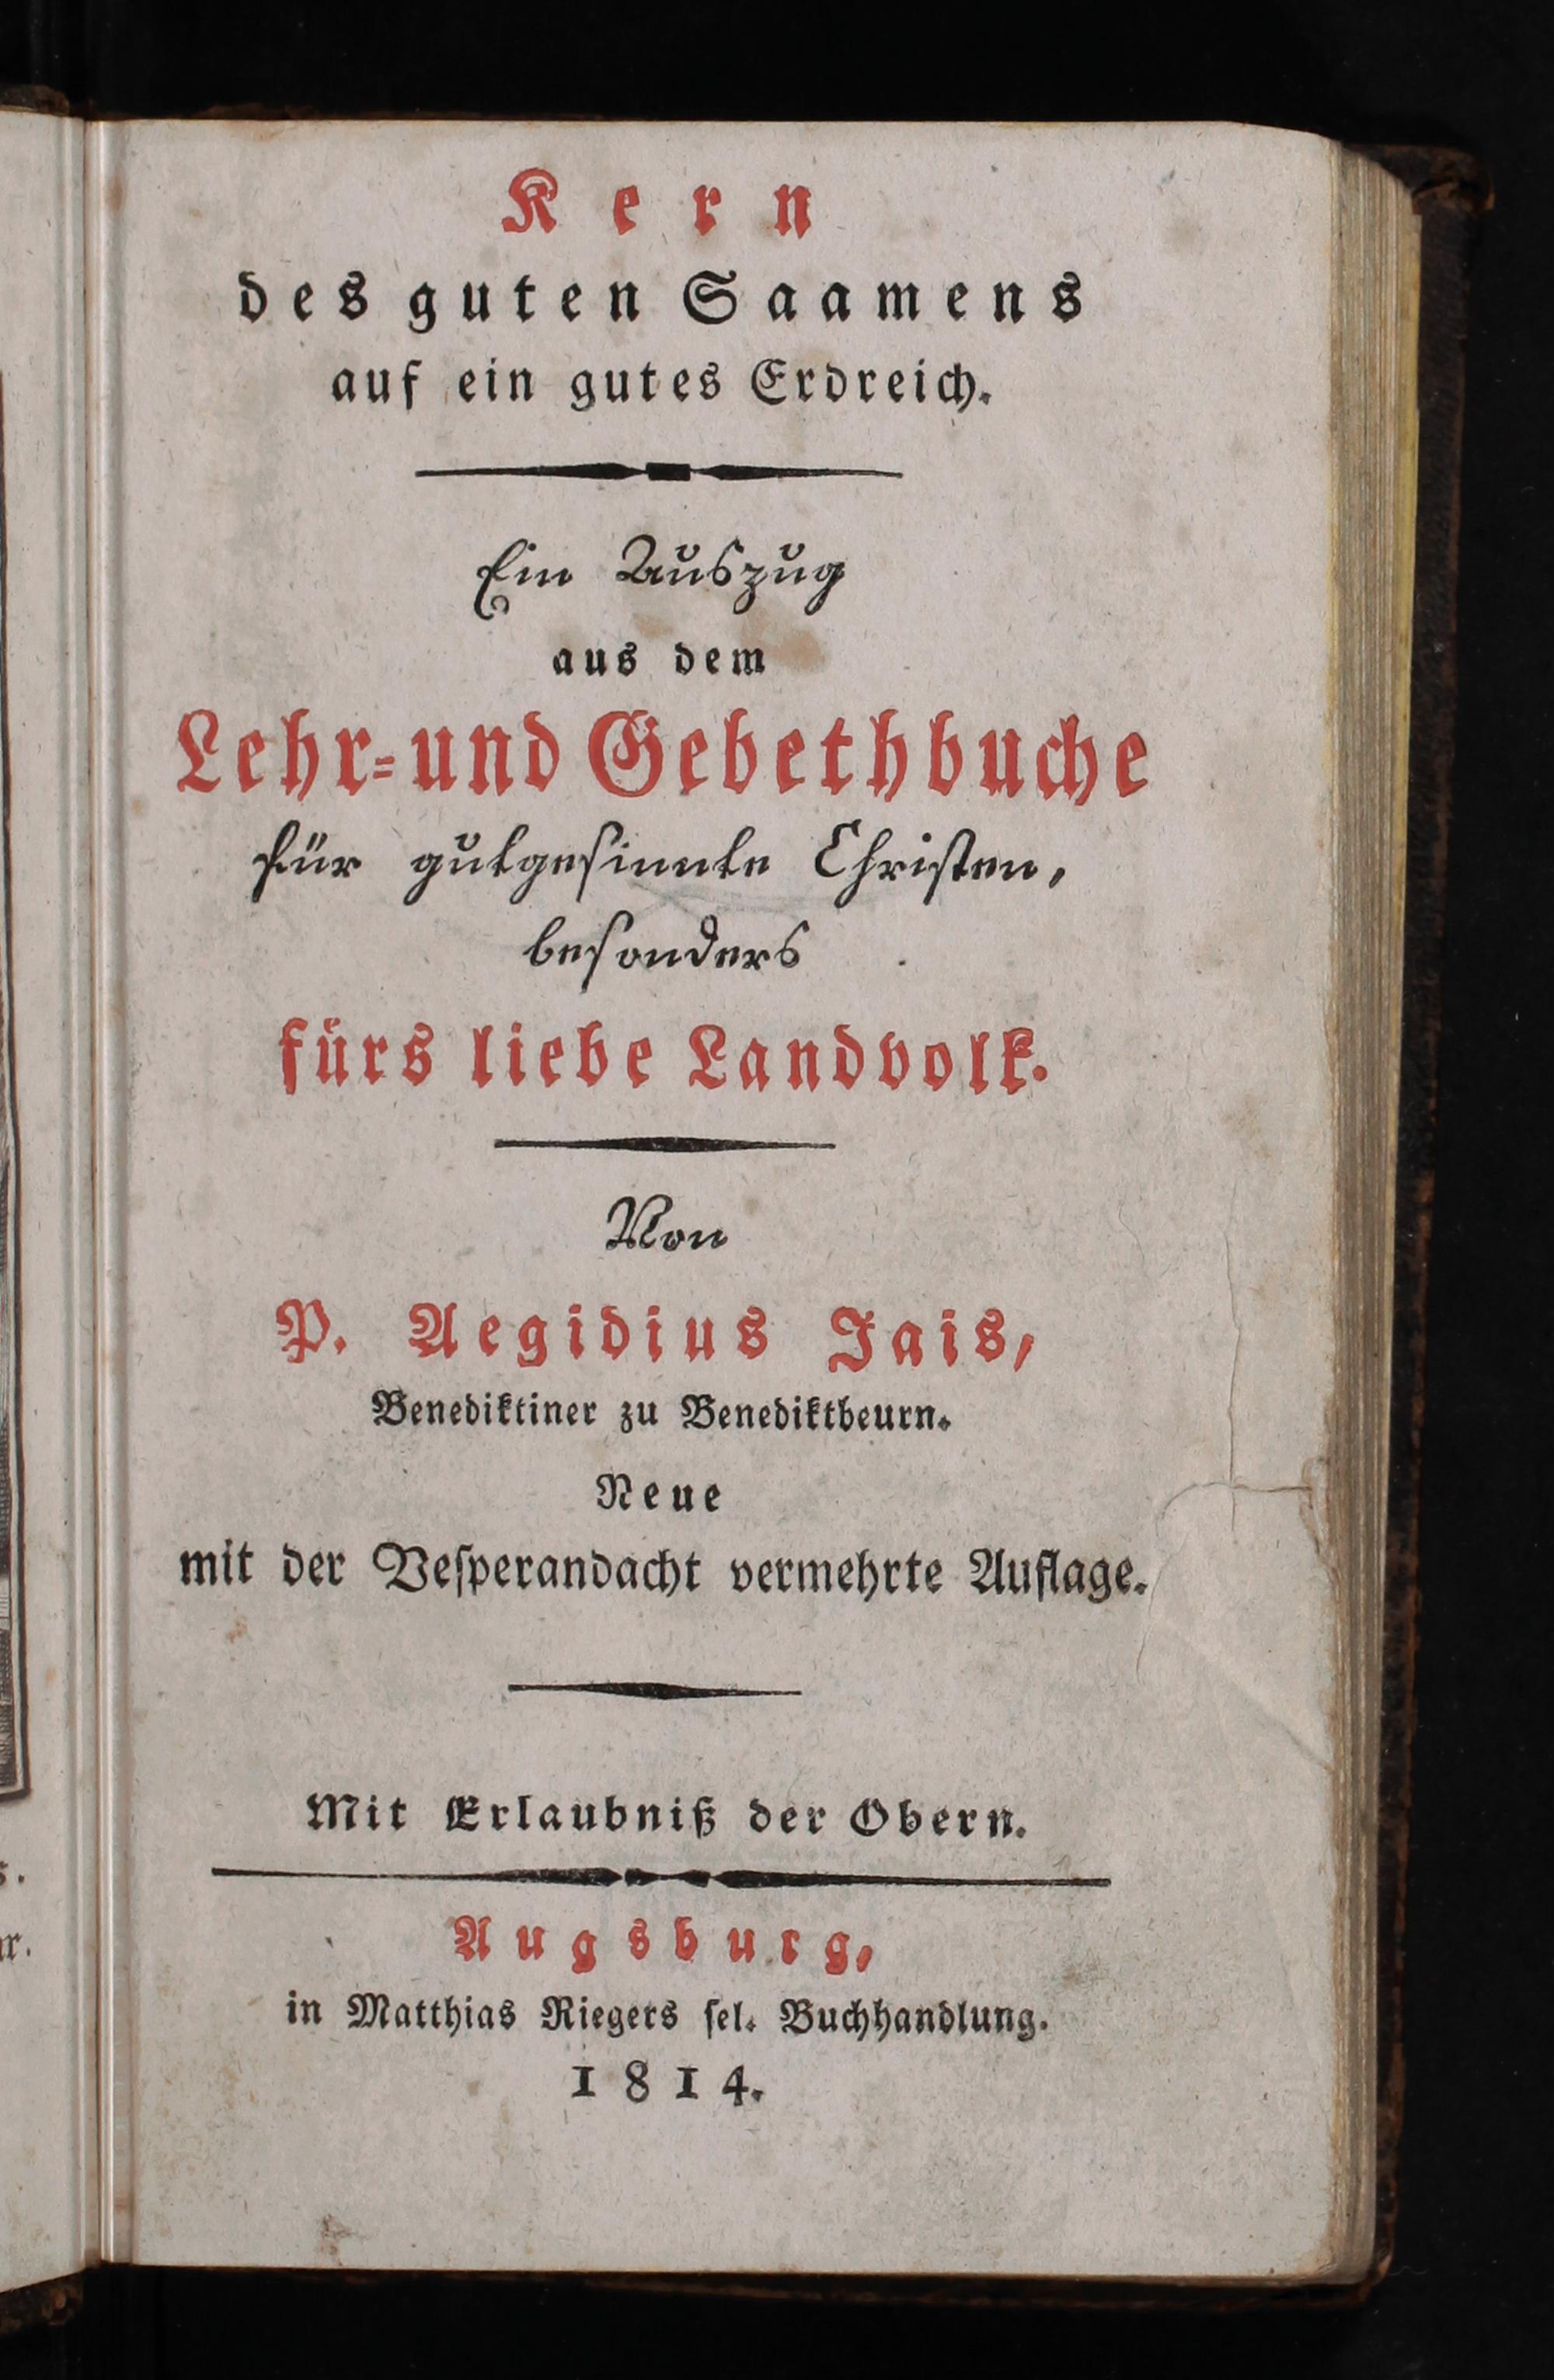 Kern
des guten Saamens
auf ein gutes Erdreich.
Ein Auszug
aus dem
Lehr- und Gebethbuche
für gutgesinnte Christen,
besonders
fürs liebe Landvolk.
Von
P. Aegidius Jais,
Benediktiner zu Benediktbeurn.
Neue
mit der Vesperandacht vermehrte Auflage.
Mit Erlaubniß der Obern.
Augsburg,
in Matthias Riegers sel. Buchhandlung.
1814.